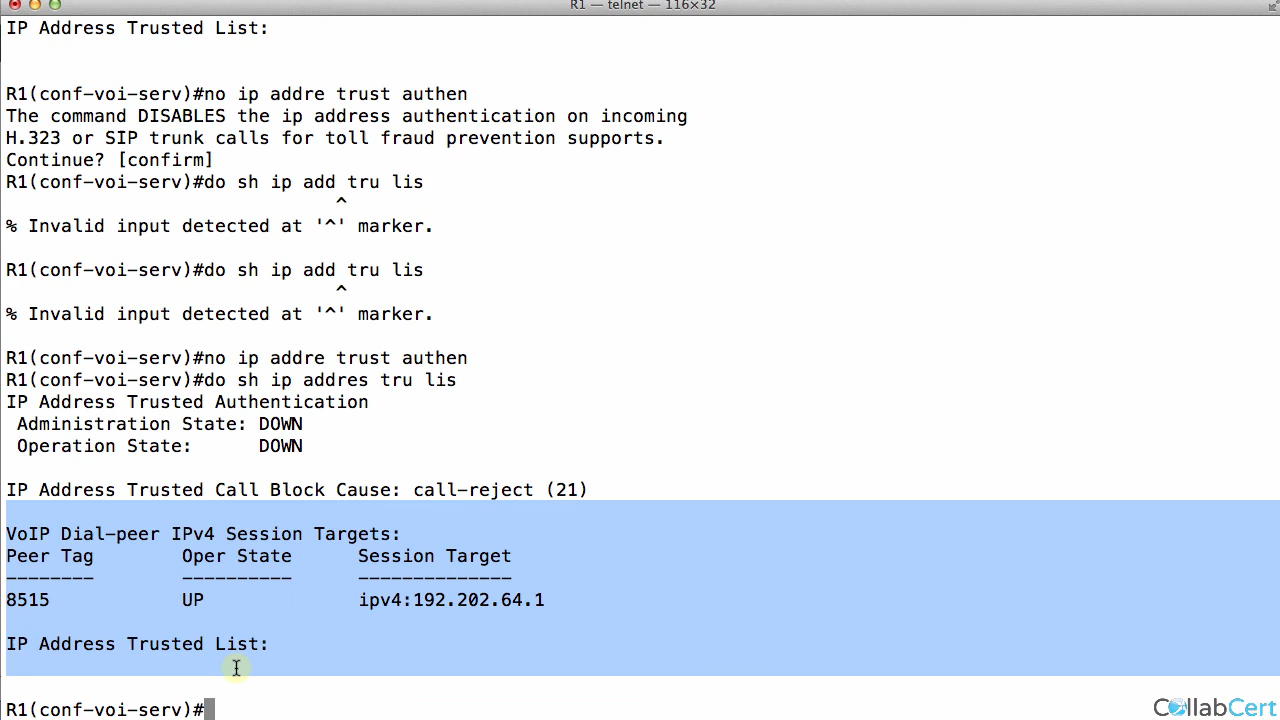 R1 — telnet — 116×32
IP Address Trusted List:
R1(conf-voi-serv)#no ip addre trust authen
The command DISABLES the ip address authentication on incoming
H.323 or SIP trunk calls for toll fraud prevention supports.
Continue? [confirm]
R1(conf-voi-serv)#do sh ip add tru lis
^
% Invalid input detected at '^' marker.
R1(conf-voi-serv)#do sh ip add tru lis
^
% Invalid input detected at '^' marker.
R1(conf-voi-serv)#no ip addre trust authen
R1(conf-voi-serv)#do sh ip addres tru lis
IP Address Trusted Authentication
Administration State: DOWN
Operation State: DOWN
IP Address Trusted Call Block Cause: call-reject (21)
VoIP Dial-peer IPv4 Session Targets:
Peer Tag Oper State Session Target
-------- ---------- --------------
8515 UP ipv4:192.202.64.1
IP Address Trusted List:
R1(conf-voi-serv)#
CollabCert